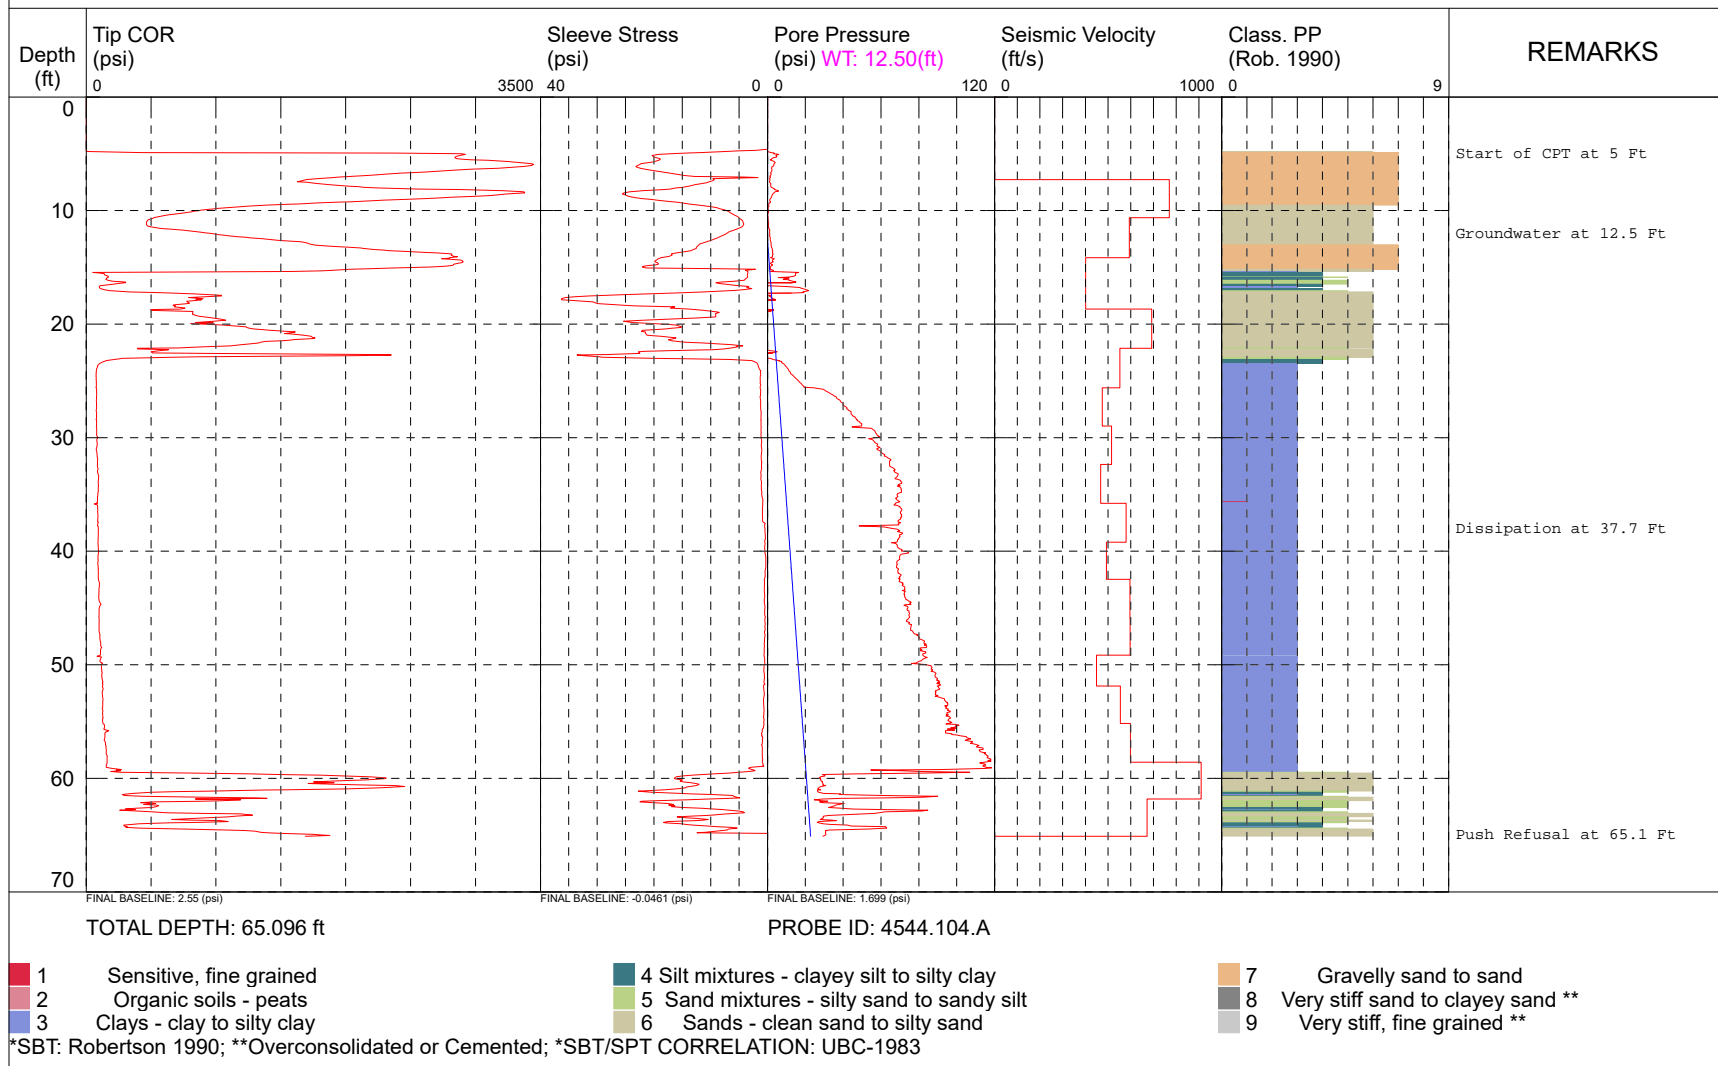 Depth
(ft)
Tip COR
(psi)
0 3500
Sleeve Stress
(psi)
40 0
Pore Pressure
(psi) WT: 12.50(ft)
0 120
Seismic Velocity
(ft/s)
0 1000
Class. PP
(Rob. 1990)
0 9
REMARKS
0
10
20
30
40
50
60
70
Start of CPT at 5 Ft
Groundwater at 12.5 Ft
Dissipation at 37.7 Ft
Push Refusal at 65.1 Ft
FINAL BASELINE: 2.55 (psi)
FINAL BASELINE: -0.0461 (psi)
FINAL BASELINE: 1.699 (psi)
TOTAL DEPTH: 65.096 ft
PROBE ID: 4544.104.A
1 Sensitive, fine grained
2 Organic soils - peats
3 Clays - clay to silty clay
4 Silt mixtures - clayey silt to silty clay
5 Sand mixtures - silty sand to sandy silt
6 Sands - clean sand to silty sand
7 Gravelly sand to sand
8 Very stiff sand to clayey sand **
9 Very stiff, fine grained **
*SBT: Robertson 1990; **Overconsolidated or Cemented; *SBT/SPT CORRELATION: UBC-1983